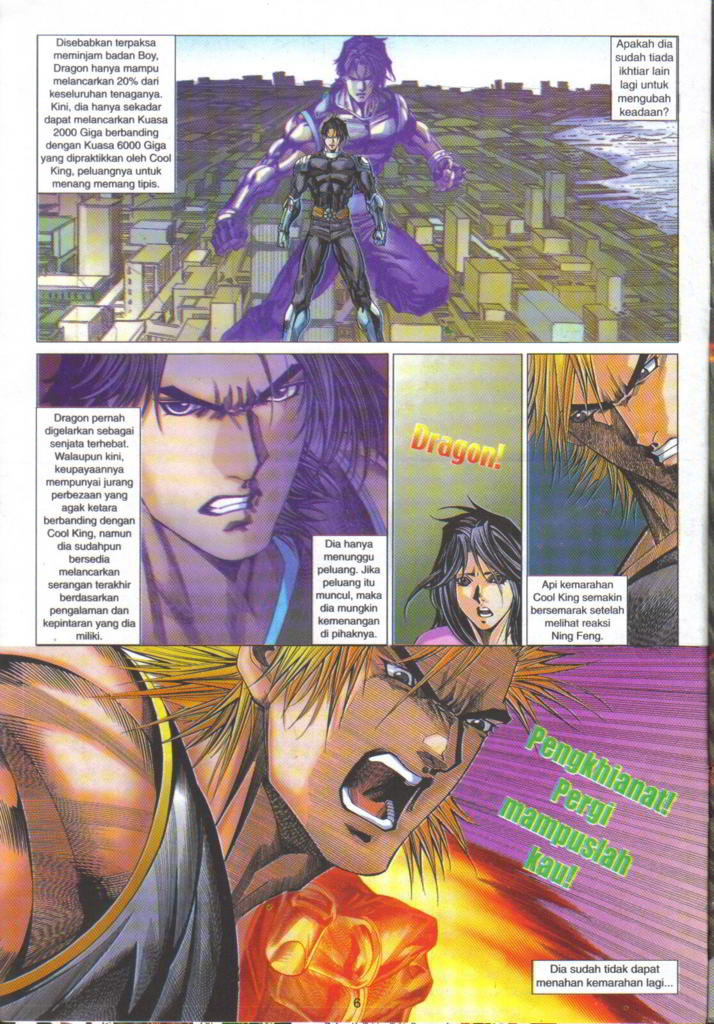 Disebabkan terpaksa
meminjam badan Boy,
Dragon hanya mampu
melancarkan 20% dari
keseluruhan tenaganya.
Kini, dia hanya sekadar
dapat melancarkan Kuasa
2000 Giga berbanding
dengan Kuasa 6000 Giga
yang dipraktikkan oleh Cool
King, peluangnya untuk
menang memang tipis.
Apakah dia
sudah tiada
ikhtiar lain
lagi untuk
mengubah
keadaan?
Dragon pernah
digelarkan sebagai
senjata terhebat.
Walaupun kini,
keupayaannya
mempunyai jurang
perbezaan yang
agak ketara
berbanding dengan
Cool King, namun
dia sudahpun
bersedia
melancarkan
serangan terakhir
berdasarkan
pengalaman dan
kepintaran yang dia
miliki.
Dia hanya
menunggu
peluang. Jika
peluang itu
muncul, maka
dia mungkin
kemenangan
di pihaknya.
Dragon!
Api kemarahan
Cool King semakin
bersemarak setelah
melihat reaksi
Ning Feng.
Pengkhianat!
Pergi
mampuslah
kau!
Dia sudah tidak dapat
menahan kemarahan lagi...
6